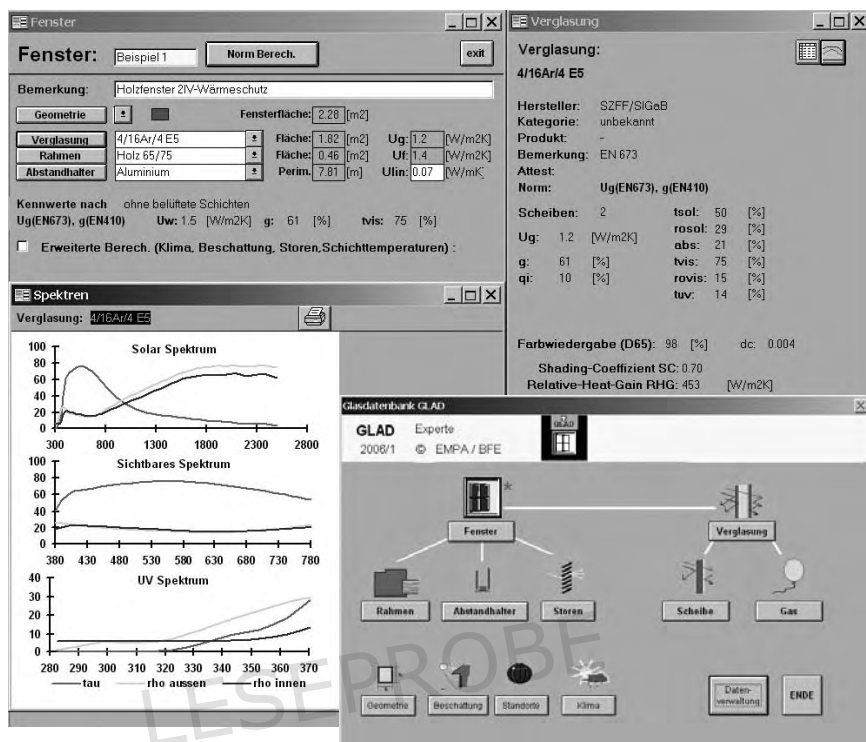 Fenster
Fenster: Beispiel 1 Norm Berech. exit
Bemerkung: Holzfenster 2IV-Wärmeschutz
Geometrie Fensterfläche: 2.28 [m2]
Verglasung 4/16Ar/4 E5 Fläche: 1.82 [m2] Ug: 1.2 [W/m2K]
Rahmen Holz 65/75 Fläche: 0.46 [m2] Uf: 1.4 [W/m2K]
Abstandhalter Aluminium Perim. 7.81 [m] Ulin: 0.07 [W/mK]
Kennwerte nach ohne belüftete Schichten
Ug(EN673), g(EN410) Uw: 1.5 [W/m2K] g: 61 [%] tvis: 75 [%]
Erweiterte Berech. (Klima, Beschattung, Storen,Schichttemperaturen) :
Verglasung
Verglasung:
4/16Ar/4 E5
Hersteller: SZFF/SIGaB
Kategorie: unbekannt
Produkt: -
Bemerkung: EN 673
Attest:
Norm: Ug(EN673), g(EN410)
Scheiben: 2 tsol: 50 [%]
rosol: 29 [%]
Ug: 1.2 [W/m2K] abs: 21 [%]
g: 61 [%] tvis: 75 [%]
qi: 10 [%] rovis: 15 [%]
tuv: 14 [%]
Farbwiedergabe (D65): 98 [%] dc: 0.004
Shading-Coeffizient SC: 0.70
Relative-Heat-Gain RHG: 453 [W/m2K]
Spektren
Verglasung: 4/16Ar/4 E5
Solar Spektrum
100
80
60
40
20
0
300 800 1300 1800 2300 2800
Sichtbares Spektrum
100
80
60
40
20
0
380 430 480 530 580 630 680 730 780
UV Spektrum
40
30
20
10
0
280 290 300 310 320 330 340 350 360 370
tau rho aussen rho innen
Glasdatenbank GLAD
GLAD Experte
2006/1 © EMPA / BFE
GLAD
*
Fenster Verglasung
Rahmen Abstandhalter Storen Scheibe Gas
Geometrie Beschattung Standorte Klima
Daten-
verwaltung
ENDE
LESEPROBE